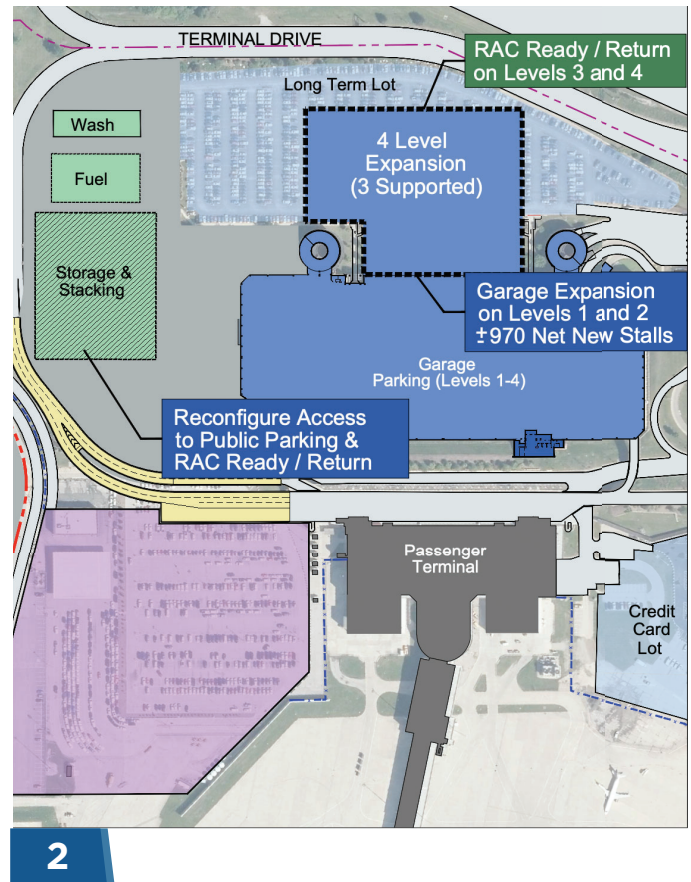 TERMINAL DRIVE
RAC Ready / Return
on Levels 3 and 4
Long Term Lot
Wash
4 Level
Expansion
(3 Supported)
Fuel
Storage &
Stacking
Garage Expansion
on Levels 1 and 2
±970 Net New Stalls
Garage
Parking (Levels 1-4)
Reconfigure Access
to Public Parking &
RAC Ready / Return
Passenger
Terminal
Credit
Card
Lot
2